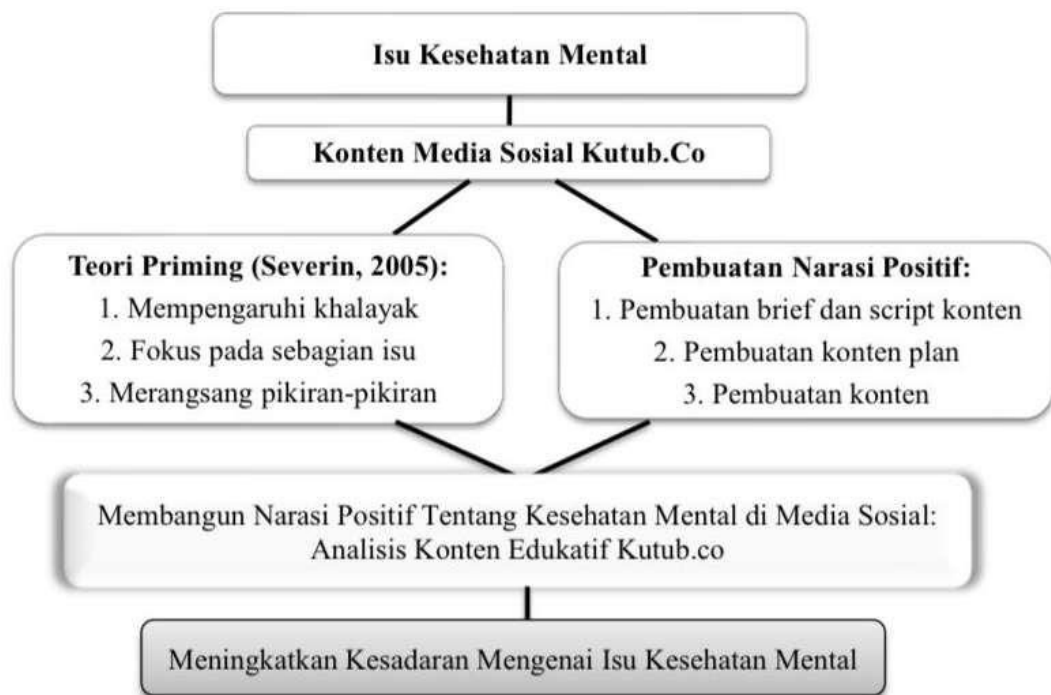 Isu Kesehatan Mental
Konten Media Sosial Kutub.Co
Teori Priming (Severin, 2005):
1. Mempengaruhi khalayak
2. Fokus pada sebagian isu
3. Merangsang pikiran-pikiran
Pembuatan Narasi Positif:
1. Pembuatan brief dan script konten
2. Pembuatan konten plan
3. Pembuatan konten
Membangun Narasi Positif Tentang Kesehatan Mental di Media Sosial:
Analisis Konten Edukatif Kutub.co
Meningkatkan Kesadaran Mengenai Isu Kesehatan Mental